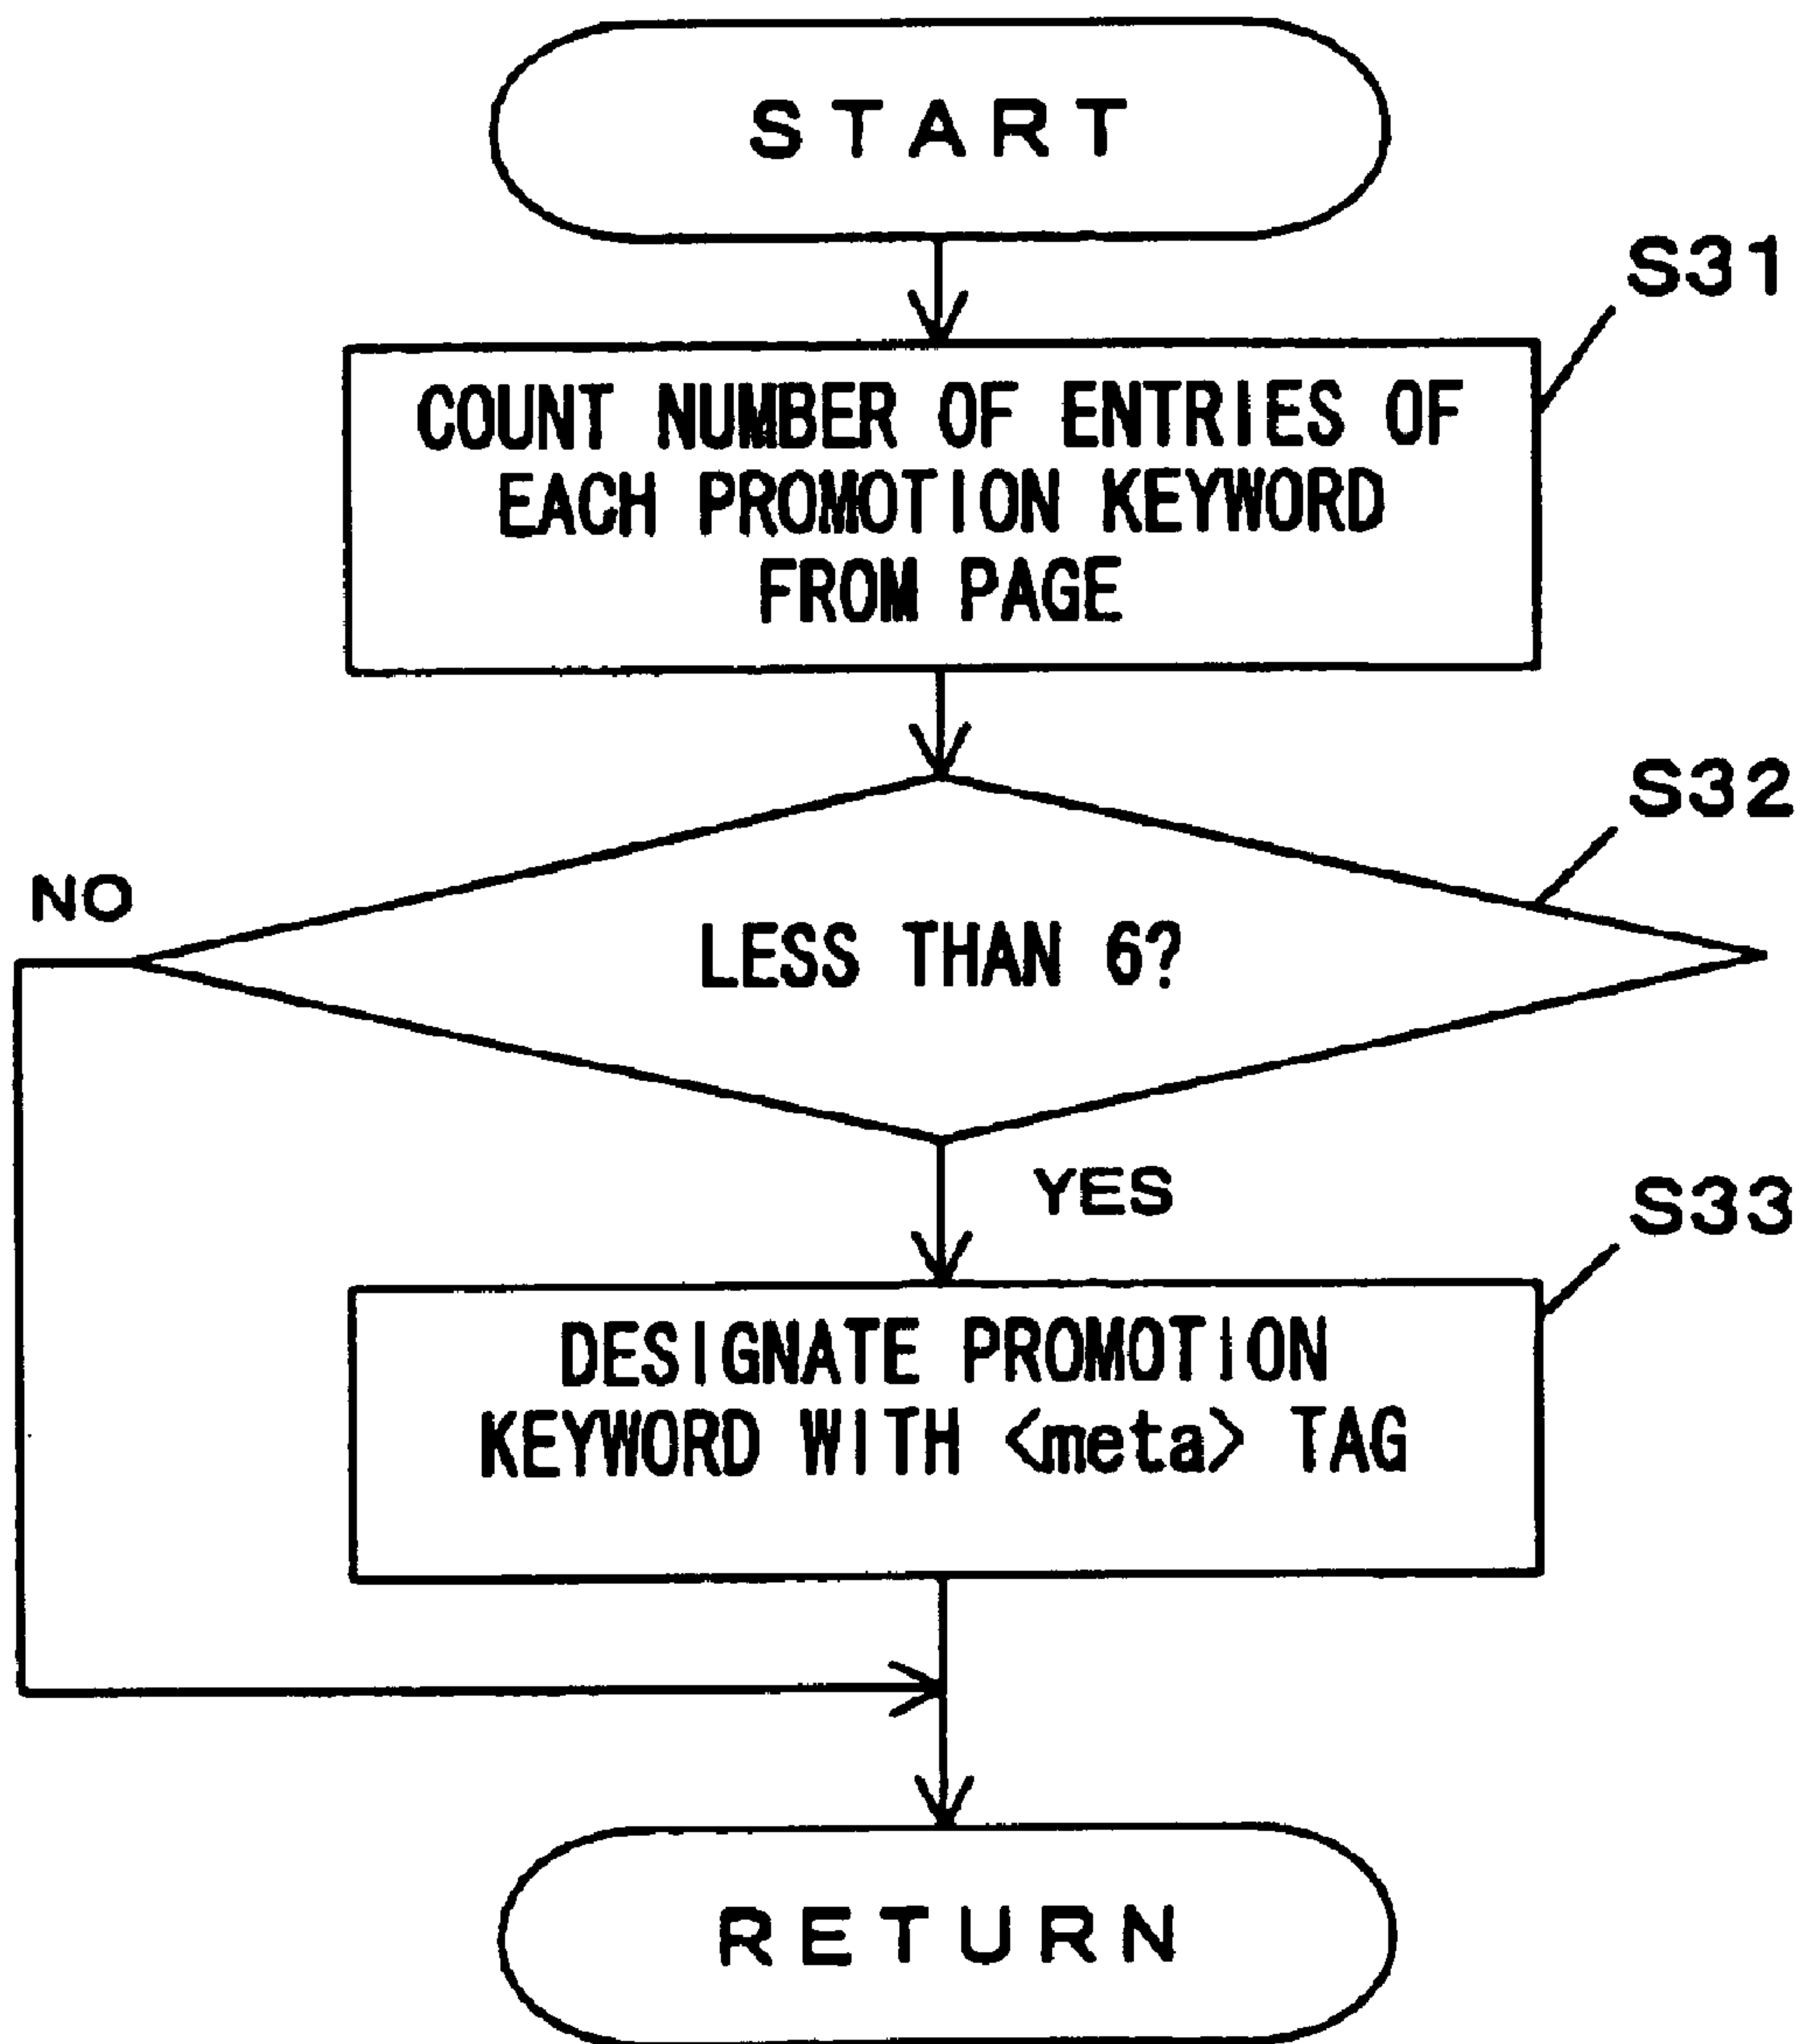 START
S31
COUNT NUMBER OF ENTRIES OF
EACH PROMOTION KEYWORD
FROM PAGE
S32
NO
LESS THAN 6?
YES
S33
DESIGNATE PROMOTION
KEYWORD WITH <meta> TAG
RETURN